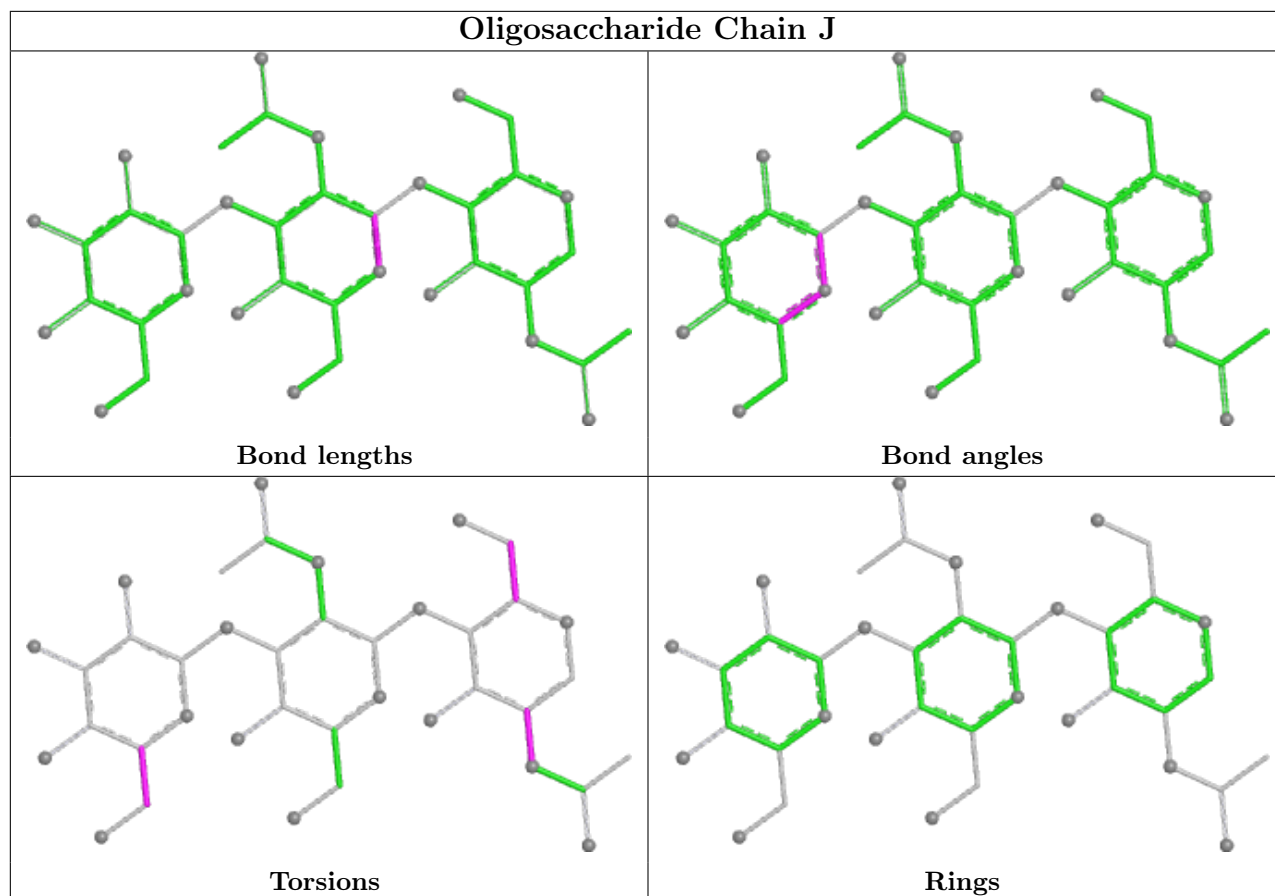 Oligosaccharide Chain J
Bond lengths
Bond angles
Torsions
Rings